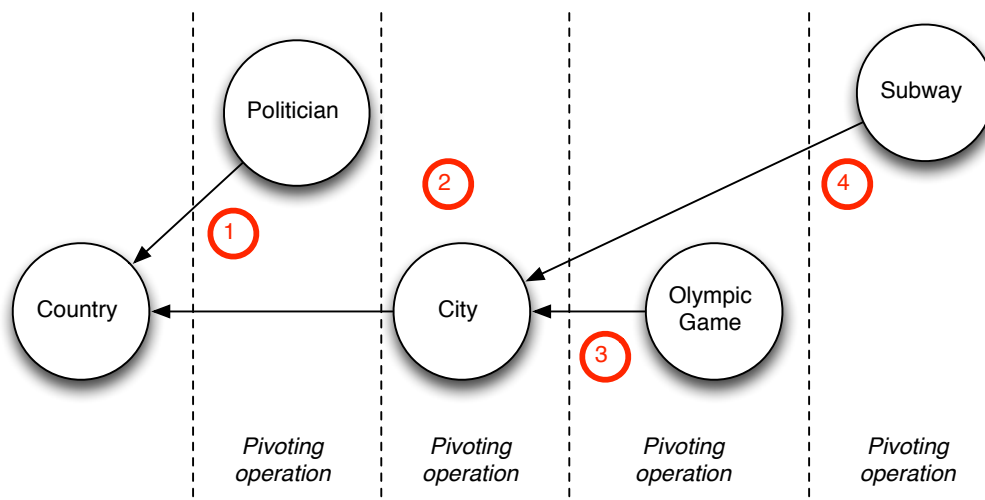 Politician
Subway
2
4
1
Country
City
Olympic
Game
3
Pivoting
operation
Pivoting
operation
Pivoting
operation
Pivoting
operation